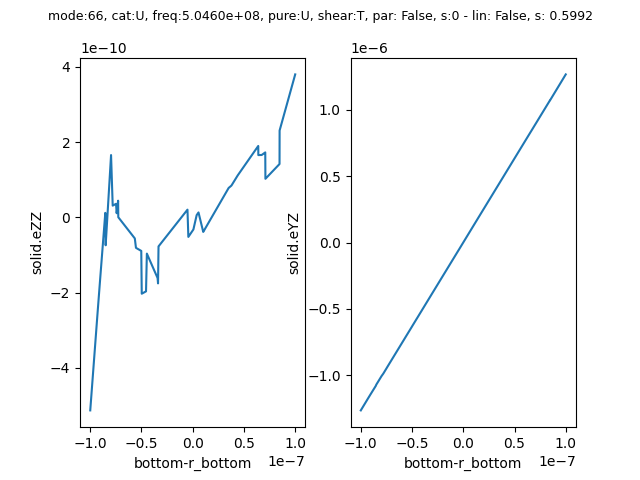 mode:66, cat:U, freq:5.0460e+08, pure:U, shear:T, par: False, s:0 - lin: False, s: 0.5992
1e−10
4
2
0
−2
−4
solid.eZZ
−1.0 −0.5 0.0 0.5 1.0
1e−7
bottom-r_bottom
1e−6
1.0
0.5
0.0
−0.5
−1.0
solid.eYZ
−1.0 −0.5 0.0 0.5 1.0
1e−7
bottom-r_bottom